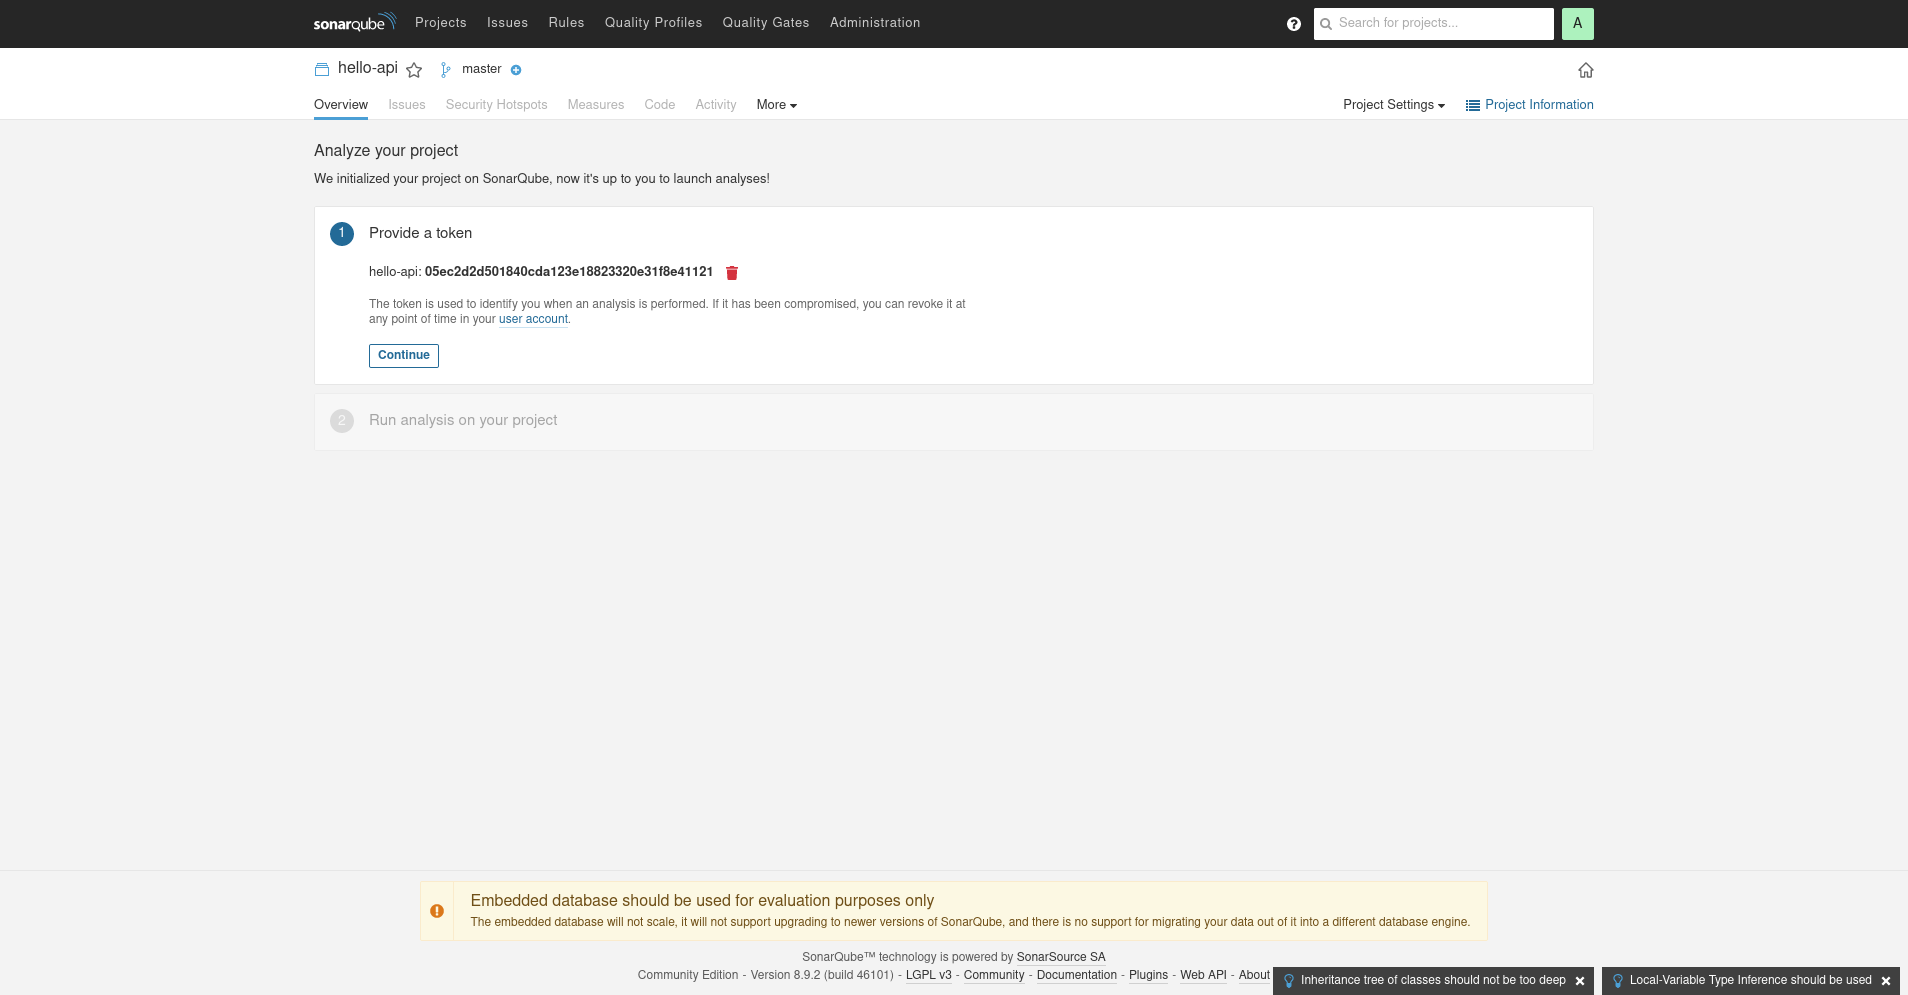 sonarqube Projects Issues Rules Quality Profiles Quality Gates Administration ? Search for projects... A
hello-api master
Overview Issues Security Hotspots Measures Code Activity More Project Settings Project Information
Analyze your project
We initialized your project on SonarQube, now it's up to you to launch analyses!
1 Provide a token
hello-api: 05ec2d2d501840cda123e18823320e31f8e41121
The token is used to identify you when an analysis is performed. If it has been compromised, you can revoke it at
any point of time in your user account.
Continue
2 Run analysis on your project
Embedded database should be used for evaluation purposes only
The embedded database will not scale, it will not support upgrading to newer versions of SonarQube, and there is no support for migrating your data out of it into a different database engine.
SonarQube™ technology is powered by SonarSource SA
Community Edition - Version 8.9.2 (build 46101) - LGPL v3 - Community - Documentation - Plugins - Web API - About
Inheritance tree of classes should not be too deep Local-Variable Type Inference should be used